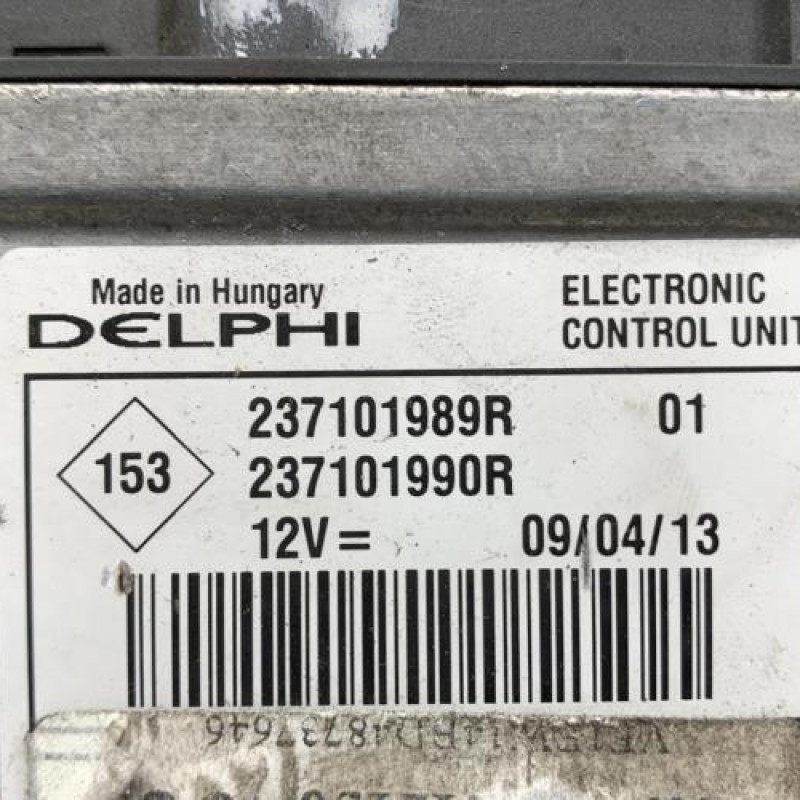 Made in Hungary
DELPHI
ELECTRONIC
CONTROL UNIT
153
237101989R 01
237101990R
12V= 09/04/13